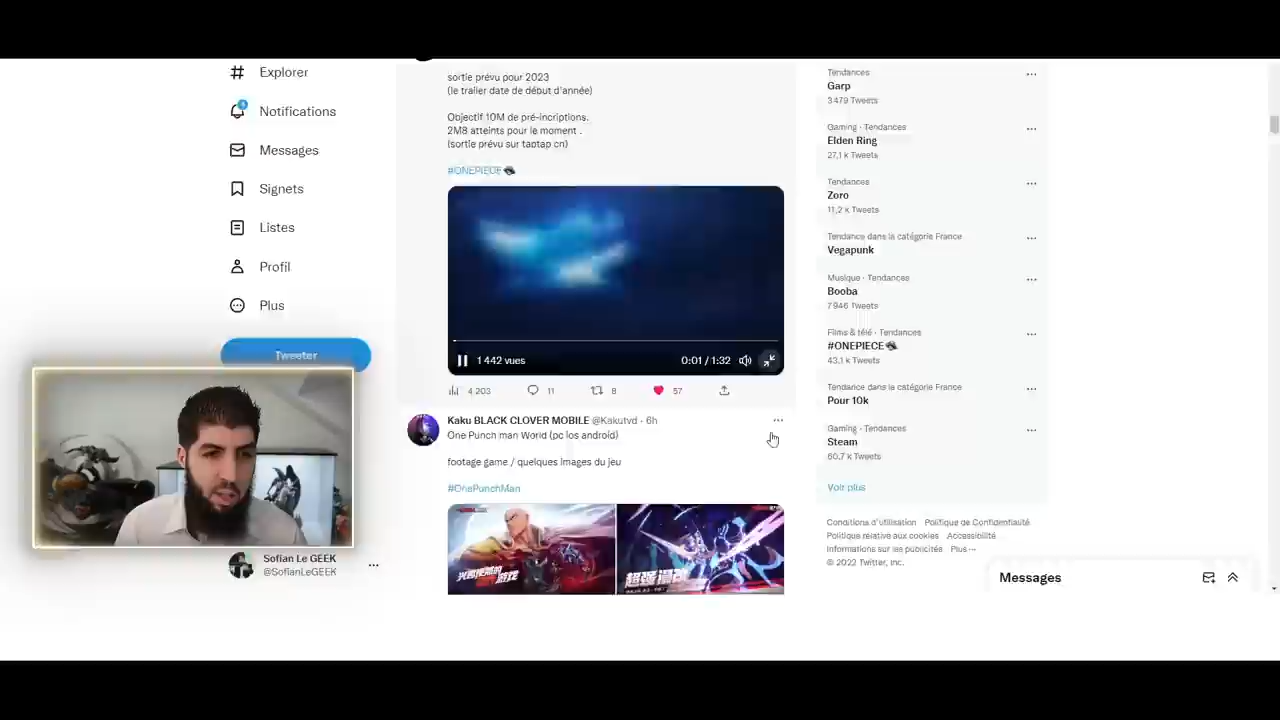 Explorer
Notifications
Messages
Signets
Listes
Profil
Plus
Tweeter
Sofian Le GEEK
@SofianLeGEEK
sortie prévu pour 2023
(le trailer date de début d'année)
Objectif 10M de pré-incriptions.
2M8 atteints pour le moment .
(sortie prévu sur taptap cn)
#ONEPIECE
1 442 vues
0:01 / 1:32
4 203
11
8
57
Kaku BLACK CLOVER MOBILE @Kakutvd · 6h
One Punch man World (pc ios android)
footage game / quelques images du jeu
#OnePunchMan
Tendances
Garp
3 479 Tweets
Gaming · Tendances
Elden Ring
27,1 k Tweets
Tendances
Zoro
11,2 k Tweets
Tendance dans la catégorie France
Vegapunk
Musique · Tendances
Booba
7 946 Tweets
Films & télé · Tendances
#ONEPIECE
43,1 k Tweets
Tendance dans la catégorie France
Pour 10k
Gaming · Tendances
Steam
60,7 k Tweets
Voir plus
Conditions d'utilisation Politique de Confidentialité
Politique relative aux cookies Accessibilité
Informations sur les publicités Plus ···
© 2022 Twitter, Inc.
Messages